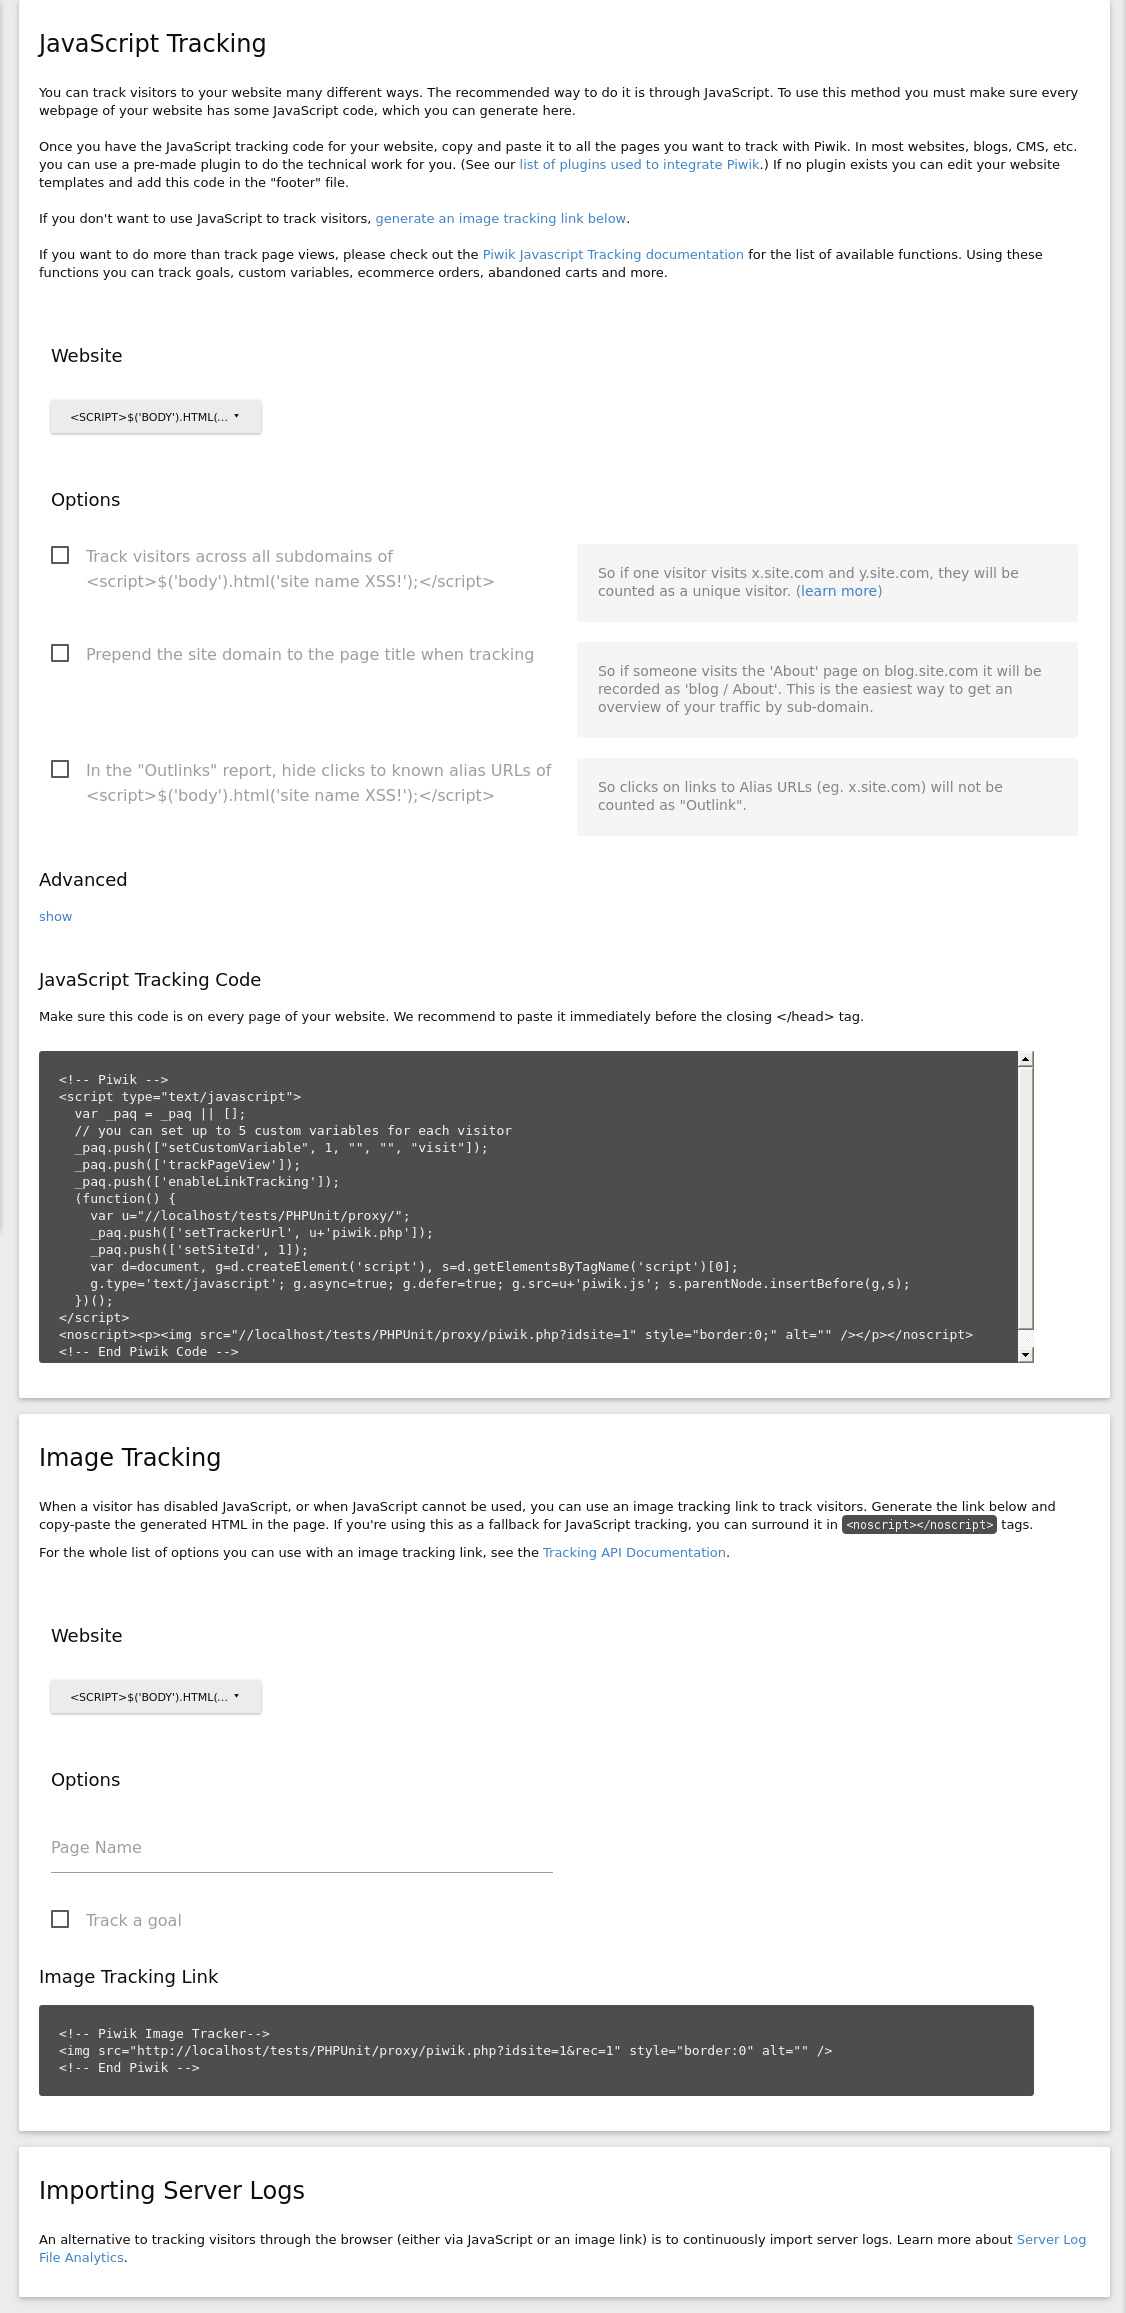 JavaScript Tracking
You can track visitors to your website many different ways. The recommended way to do it is through JavaScript. To use this method you must make sure every
webpage of your website has some JavaScript code, which you can generate here.
Once you have the JavaScript tracking code for your website, copy and paste it to all the pages you want to track with Piwik. In most websites, blogs, CMS, etc.
you can use a pre-made plugin to do the technical work for you. (See our list of plugins used to integrate Piwik.) If no plugin exists you can edit your website
templates and add this code in the "footer" file.
If you don't want to use JavaScript to track visitors, generate an image tracking link below.
If you want to do more than track page views, please check out the Piwik Javascript Tracking documentation for the list of available functions. Using these
functions you can track goals, custom variables, ecommerce orders, abandoned carts and more.
Website
<SCRIPT>$('BODY').HTML(...
Options
Track visitors across all subdomains of
<script>$('body').html('site name XSS!');</script>
So if one visitor visits x.site.com and y.site.com, they will be
counted as a unique visitor. (learn more)
Prepend the site domain to the page title when tracking
So if someone visits the 'About' page on blog.site.com it will be
recorded as 'blog / About'. This is the easiest way to get an
overview of your traffic by sub-domain.
In the "Outlinks" report, hide clicks to known alias URLs of
<script>$('body').html('site name XSS!');</script>
So clicks on links to Alias URLs (eg. x.site.com) will not be
counted as "Outlink".
Advanced
show
JavaScript Tracking Code
Make sure this code is on every page of your website. We recommend to paste it immediately before the closing </head> tag.
<!-- Piwik -->
<script type="text/javascript">
  var _paq = _paq || [];
  // you can set up to 5 custom variables for each visitor
  _paq.push(["setCustomVariable", 1, "", "", "visit"]);
  _paq.push(['trackPageView']);
  _paq.push(['enableLinkTracking']);
  (function() {
    var u="//localhost/tests/PHPUnit/proxy/";
    _paq.push(['setTrackerUrl', u+'piwik.php']);
    _paq.push(['setSiteId', 1]);
    var d=document, g=d.createElement('script'), s=d.getElementsByTagName('script')[0];
    g.type='text/javascript'; g.async=true; g.defer=true; g.src=u+'piwik.js'; s.parentNode.insertBefore(g,s);
  })();
</script>
<noscript><p><img src="//localhost/tests/PHPUnit/proxy/piwik.php?idsite=1" style="border:0;" alt="" /></p></noscript>
<!-- End Piwik Code -->
Image Tracking
When a visitor has disabled JavaScript, or when JavaScript cannot be used, you can use an image tracking link to track visitors. Generate the link below and
copy-paste the generated HTML in the page. If you're using this as a fallback for JavaScript tracking, you can surround it in <noscript></noscript> tags.
For the whole list of options you can use with an image tracking link, see the Tracking API Documentation.
Website
<SCRIPT>$('BODY').HTML(...
Options
Page Name
Track a goal
Image Tracking Link
<!-- Piwik Image Tracker-->
<img src="http://localhost/tests/PHPUnit/proxy/piwik.php?idsite=1&rec=1" style="border:0" alt="" />
<!-- End Piwik -->
Importing Server Logs
An alternative to tracking visitors through the browser (either via JavaScript or an image link) is to continuously import server logs. Learn more about Server Log
File Analytics.